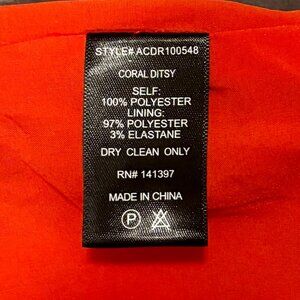 STYLE# ACDR100548
CORAL DITSY
SELF:
100% POLYESTER
LINING:
97% POLYESTER
3% ELASTANE
DRY CLEAN ONLY
RN# 141397
MADE IN CHINA
P